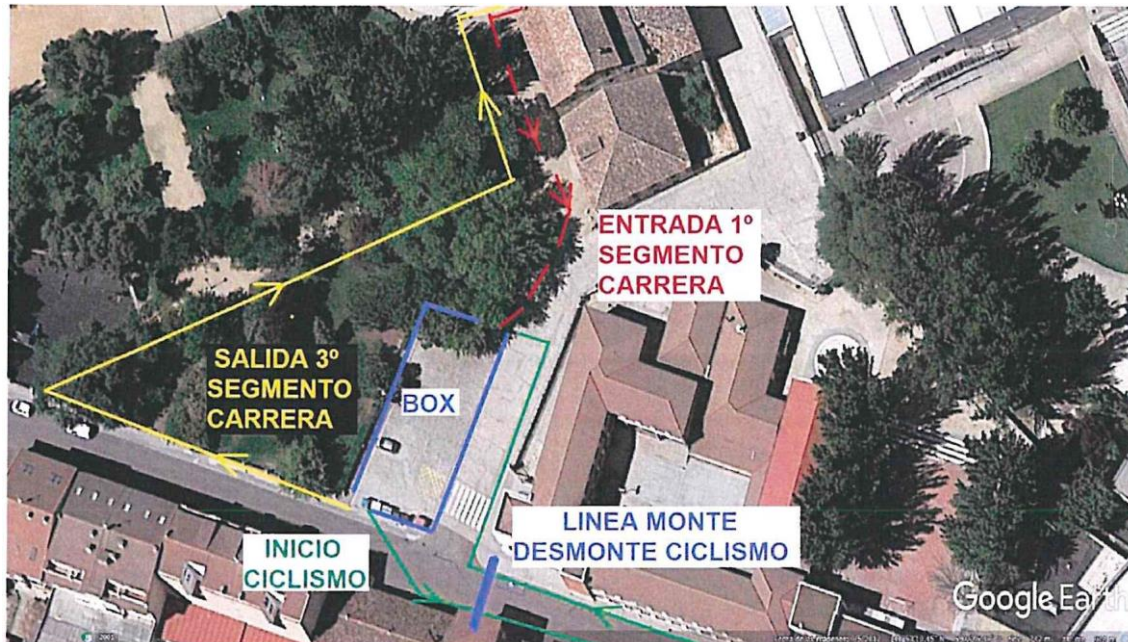 ENTRADA 1º
SEGMENTO
CARRERA
SALIDA 3º
SEGMENTO
CARRERA
BOX
LINEA MONTE
DESMONTE CICLISMO
INICIO
CICLISMO
Google Earth